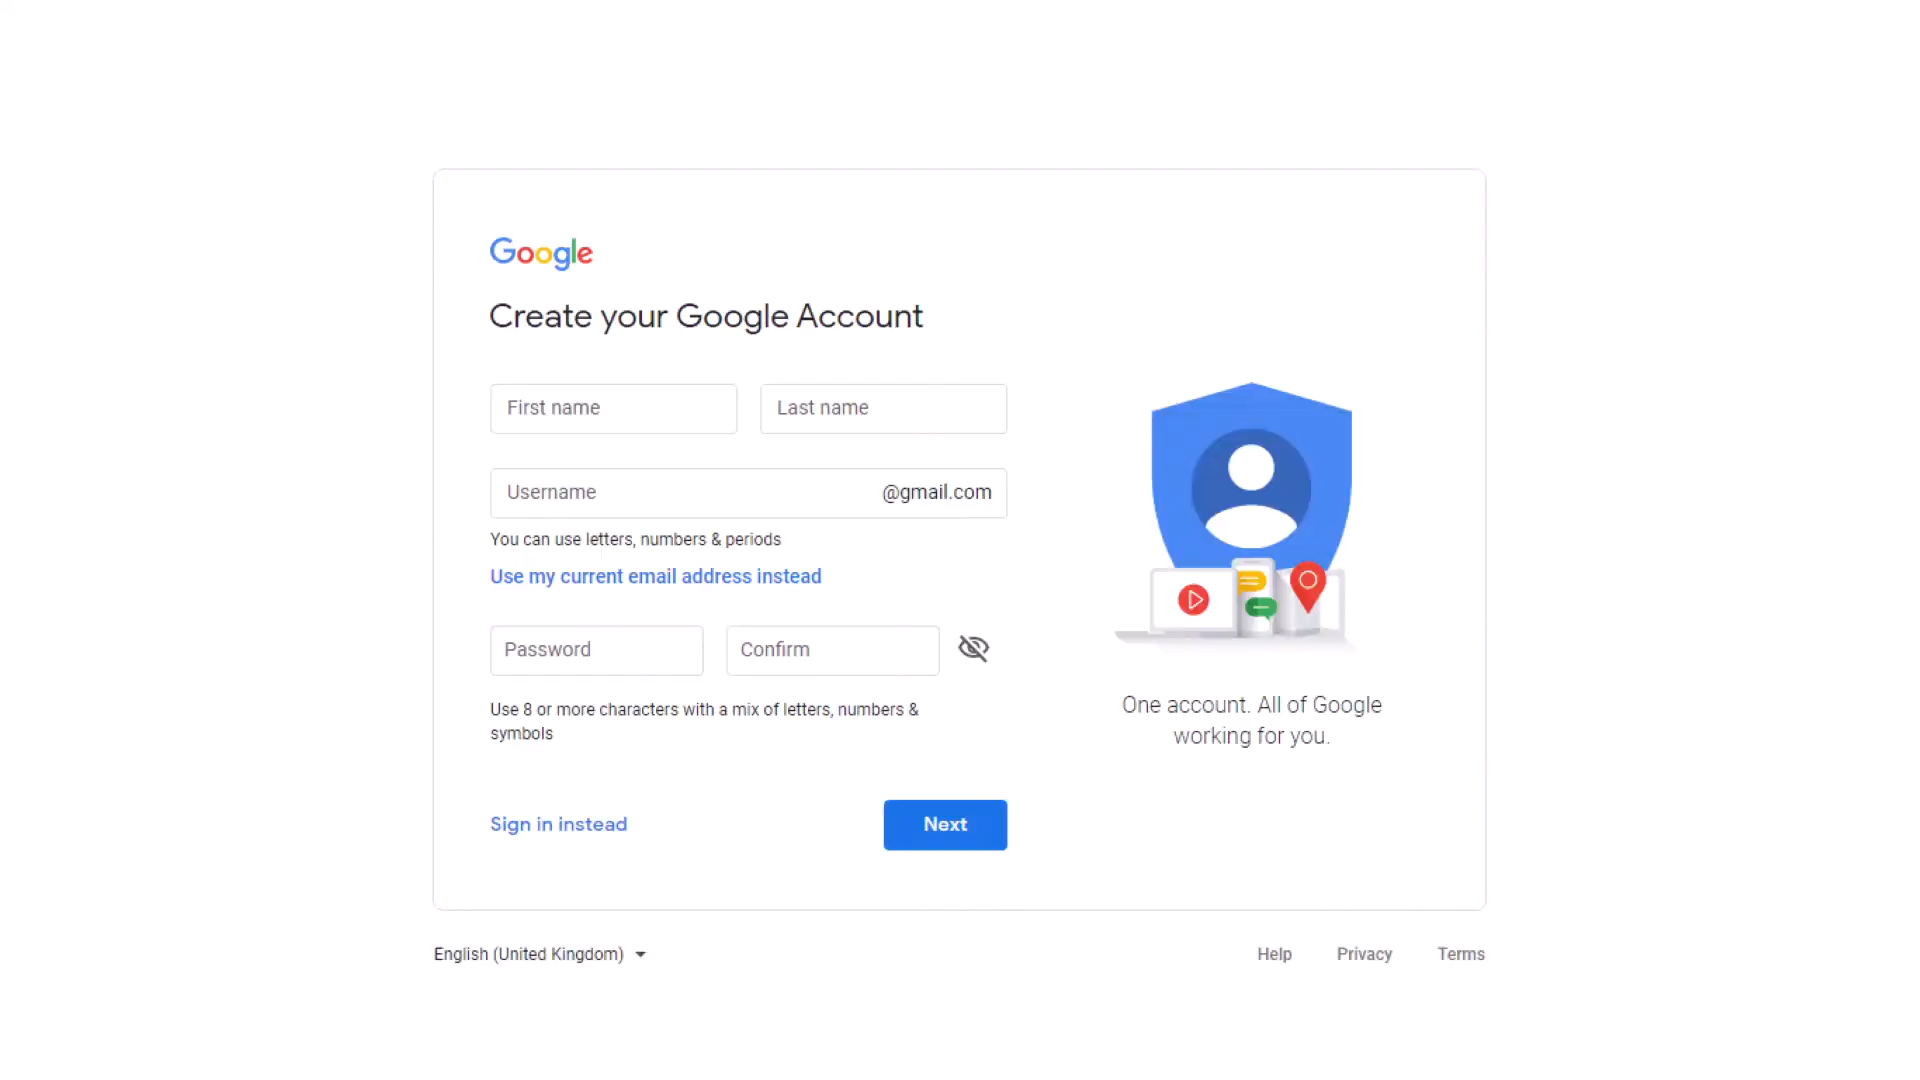 Google
Create your Google Account
First name
Last name
Username
@gmail.com
You can use letters, numbers & periods
Use my current email address instead
Password
Confirm
Use 8 or more characters with a mix of letters, numbers &
symbols
Sign in instead
Next
One account. All of Google
working for you.
English (United Kingdom)
Help
Privacy
Terms